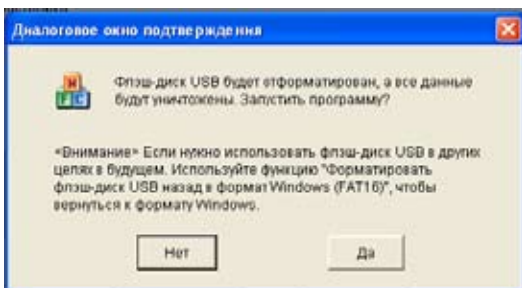 Диалоговое окно подтверждения
Флэш-диск USB будет отформатирован, а все данные
будут уничтожены. Запустить программу?
«Внимание» Если нужно использовать флэш-диск USB в других
целях в будущем. Используйте функцию "Форматировать
флэш-диск USB назад в формат Windows (FAT16)", чтобы
вернуться к формату Windows.
Нет
Да